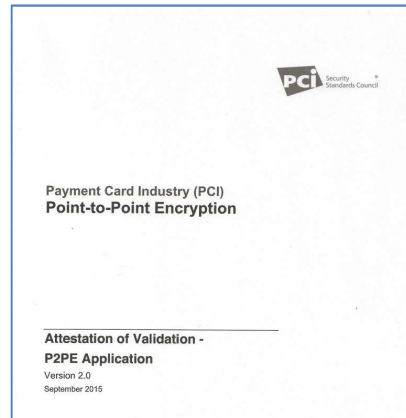 PCI Security ®
Standards Council
Payment Card Industry (PCI)
Point-to-Point Encryption
Attestation of Validation -
P2PE Application
Version 2.0
September 2015